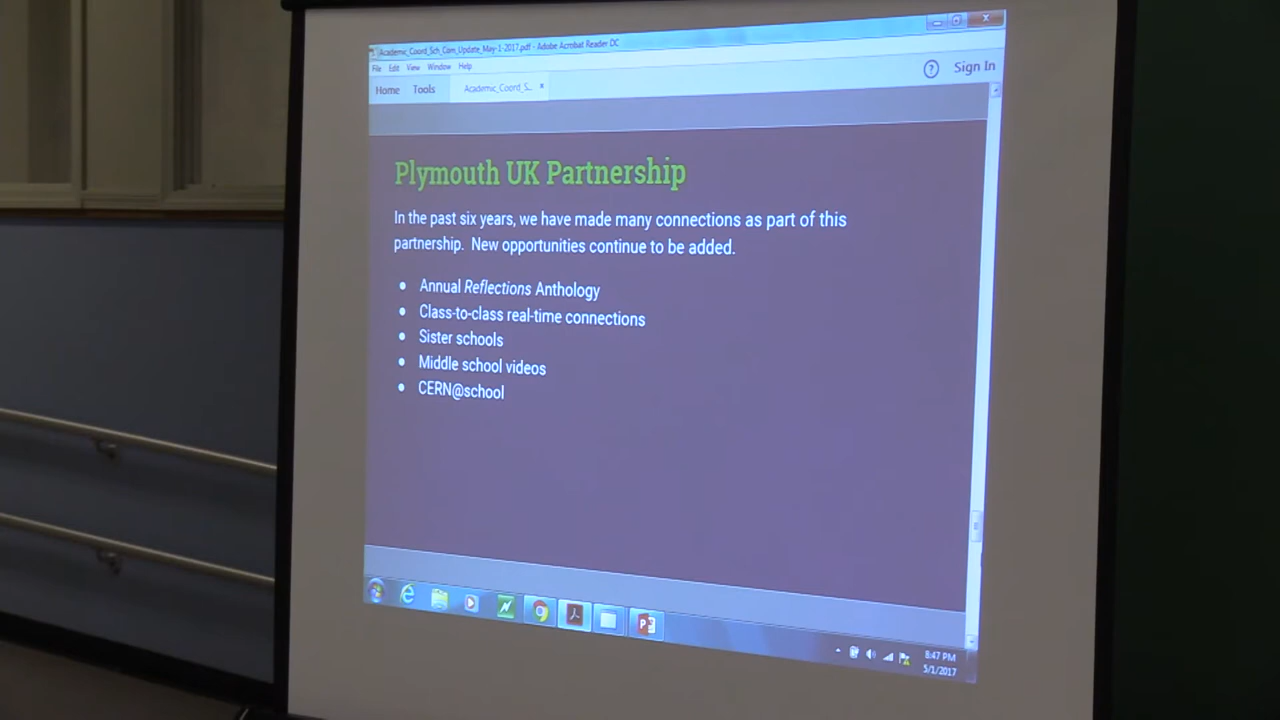 Academic_Coord_Sch_Com_Update_May-1-2017.pdf - Adobe Acrobat Reader DC
File Edit View Window Help
Home Tools Academic_Coord_S... x
? Sign In
Plymouth UK Partnership
In the past six years, we have made many connections as part of this
partnership. New opportunities continue to be added.
• Annual Reflections Anthology
• Class-to-class real-time connections
• Sister schools
• Middle school videos
• CERN@school
8:47 PM
5/1/2017